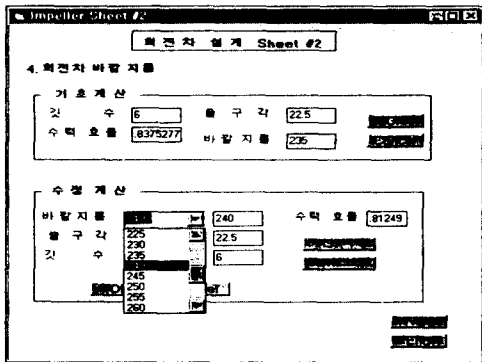 Impeller Sheet #2
회 전 차 설 계 Sheet #2
4. 회전차 바깥 지름
기 초 계 산
깃 수 6 출 구 각 22.5
수 력 효 율 .8375277 바 깥 지 름 235
수 정 계 산
바 깥 지 름 240 수 력 효 율 .81249
출 구 각 22.5
깃 수 6
225
230
235
245
250
255
260